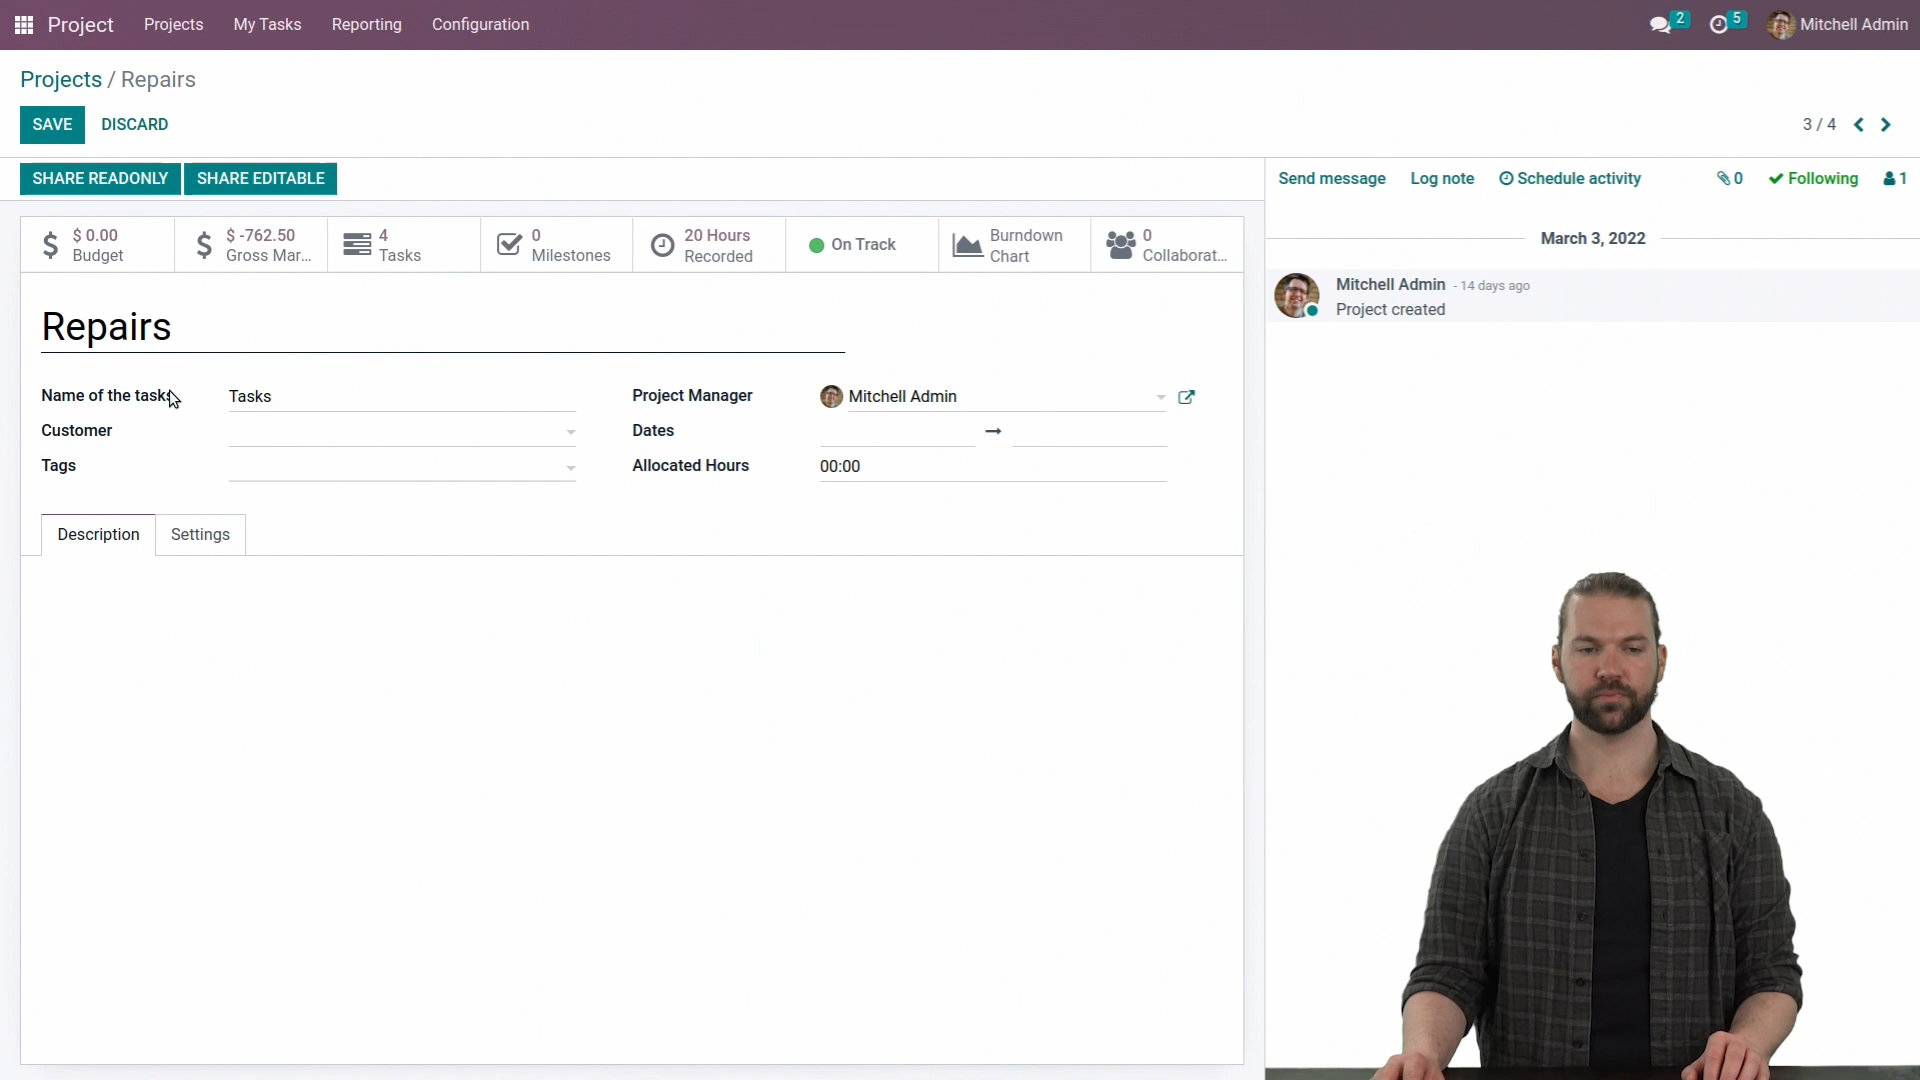 Project Projects My Tasks Reporting Configuration 2 5 Mitchell Admin
Projects / Repairs
SAVE DISCARD 3 / 4
SHARE READONLY SHARE EDITABLE Send message Log note Schedule activity 0 Following 1
$ 0.00
Budget
$ -762.50
Gross Mar...
4
Tasks
0
Milestones
20 Hours
Recorded
On Track
Burndown
Chart
0
Collaborat...
March 3, 2022
Mitchell Admin - 14 days ago
Project created
Repairs
Name of the tasks Tasks Project Manager Mitchell Admin
Customer Dates
Tags Allocated Hours 00:00
Description Settings